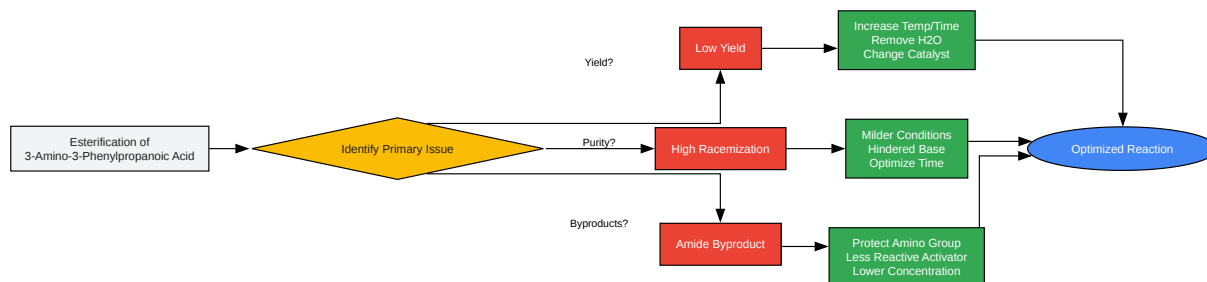 Esterification of
3-Amino-3-Phenylpropanoic Acid
Identify Primary Issue
Yield?
Low Yield
Increase Temp/Time
Remove H2O
Change Catalyst
Purity?
High Racemization
Milder Conditions
Hindered Base
Optimize Time
Optimized Reaction
Byproducts?
Amide Byproduct
Protect Amino Group
Less Reactive Activator
Lower Concentration